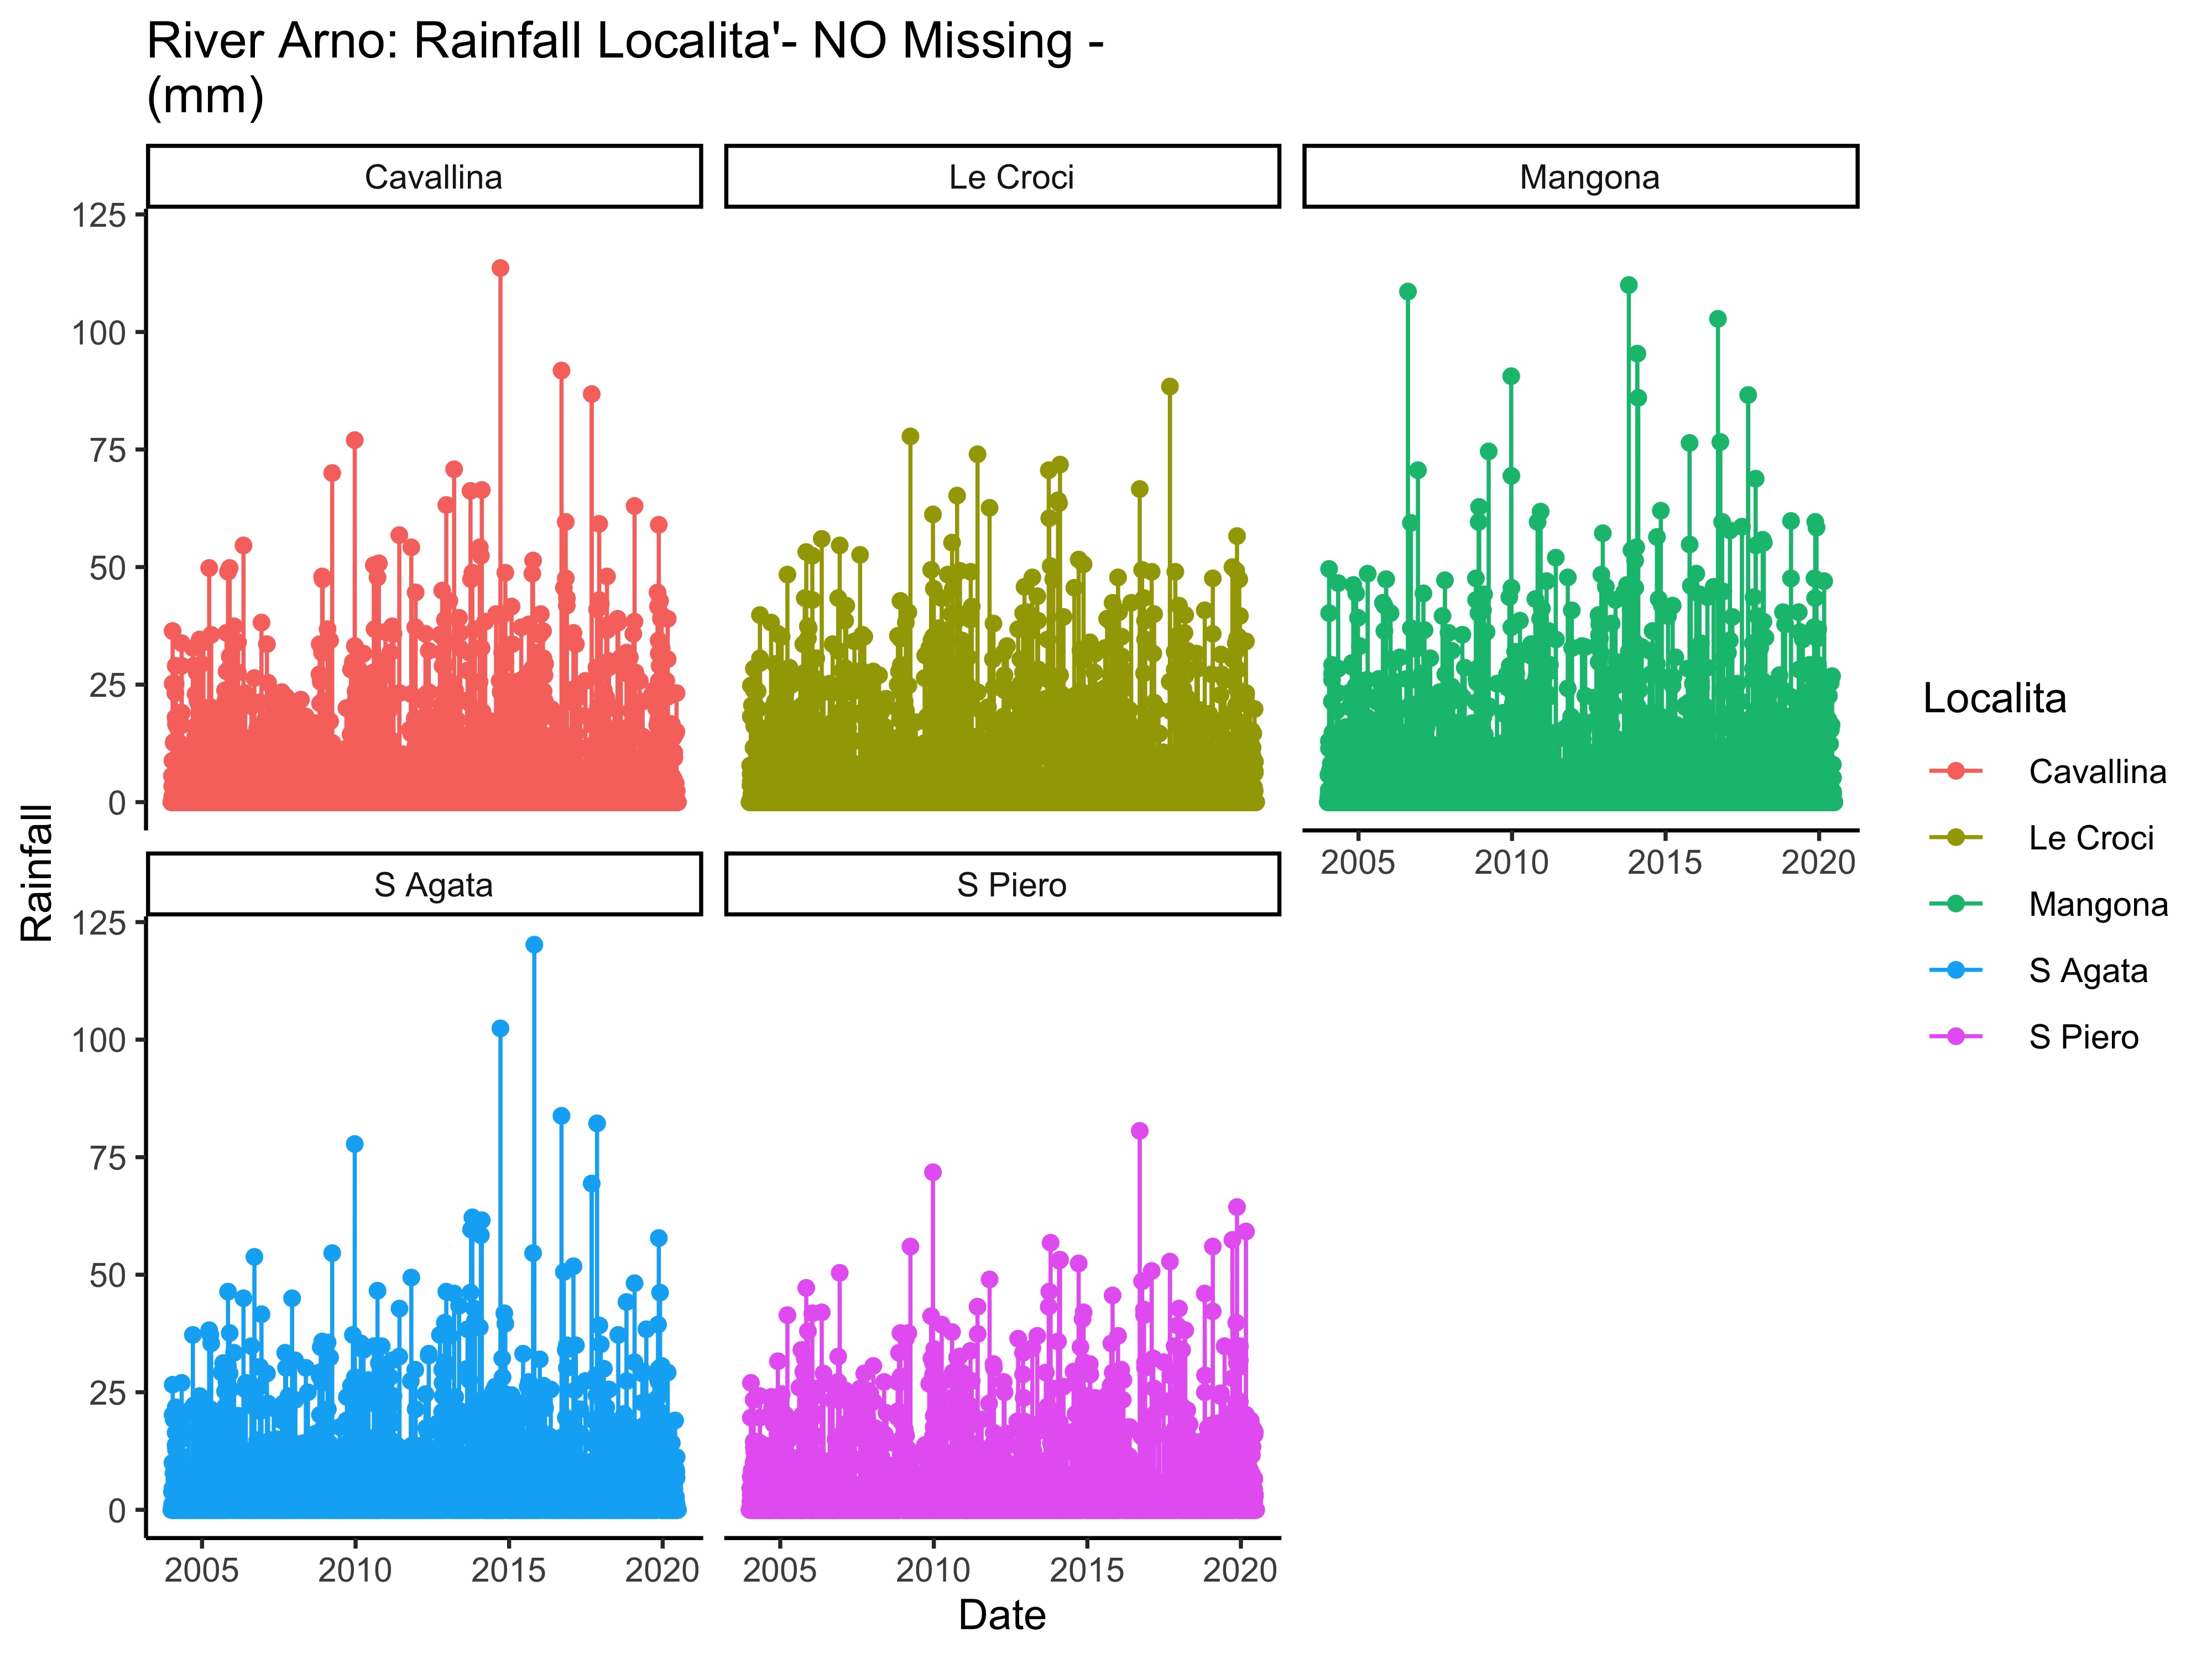 River Arno: Rainfall Localita'- NO Missing -
(mm)
Cavallina
Le Croci
Mangona
125
100
75
50
25
0
2005 2010 2015 2020
S Agata
S Piero
125
100
75
50
25
0
2005 2010 2015 2020
2005 2010 2015 2020
Rainfall
Date
Localita
Cavallina
Le Croci
Mangona
S Agata
S Piero